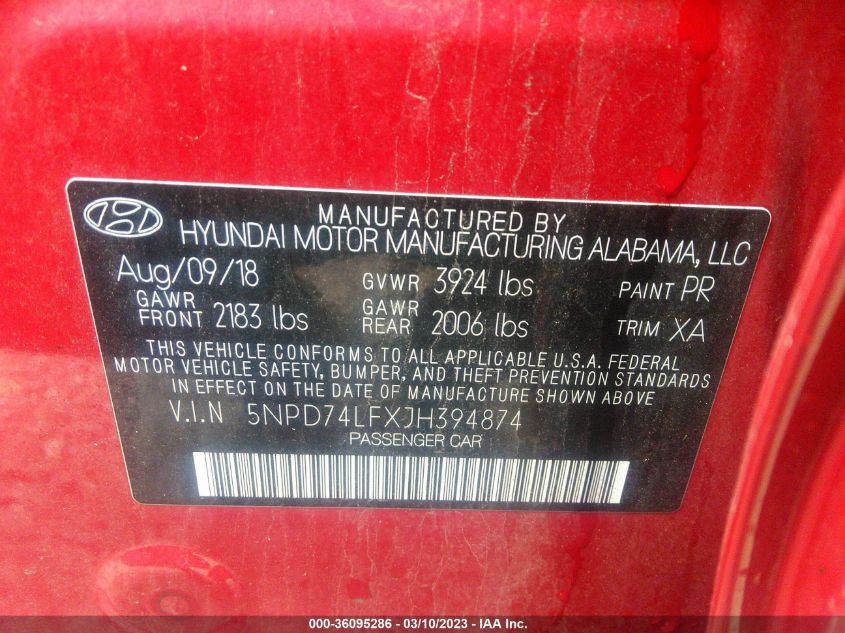 MANUFACTURED BY
HYUNDAI MOTOR MANUFACTURING ALABAMA, LLC
Aug/09/18 GVWR 3924 lbs PAINT PR
GAWR FRONT 2183 lbs GAWR REAR 2006 lbs TRIM XA
THIS VEHICLE CONFORMS TO ALL APPLICABLE U.S.A. FEDERAL
MOTOR VEHICLE SAFETY, BUMPER, AND THEFT PREVENTION STANDARDS
IN EFFECT ON THE DATE OF MANUFACTURE SHOWN ABOVE
V.I.N 5NPD74LFXJH394874
PASSENGER CAR
000-36095286 - 03/10/2023 - IAA Inc.